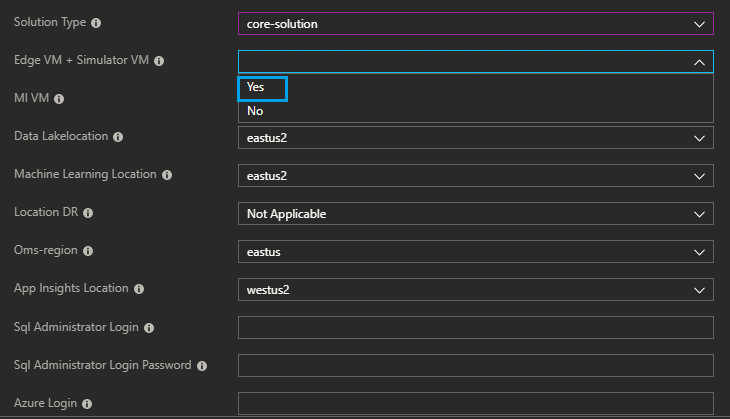 Solution Type core-solution
Edge VM + Simulator VM
Yes
MI VM
No
Data Lakelocation eastus2
Machine Learning Location eastus2
Location DR Not Applicable
Oms-region eastus
App Insights Location westus2
Sql Administrator Login
Sql Administrator Login Password
Azure Login